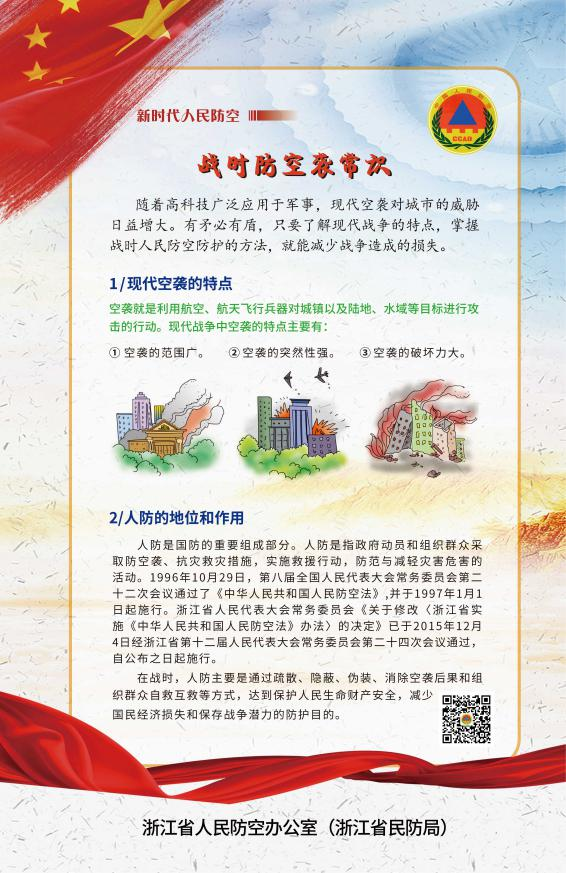 新时代人民防空
中国人民防空
CCAD
战时防空袭常识
随着高科技广泛应用于军事，现代空袭对城市的威胁
日益增大。有矛必有盾，只要了解现代战争的特点，掌握
战时人民防空防护的方法，就能减少战争造成的损失。
1/现代空袭的特点
空袭就是利用航空、航天飞行兵器对城镇以及陆地、水域等目标进行攻
击的行动。现代战争中空袭的特点主要有：
① 空袭的范围广。 ② 空袭的突然性强。 ③ 空袭的破坏力大。
2/人防的地位和作用
人防是国防的重要组成部分。人防是指政府动员和组织群众采
取防空袭、抗灾救灾措施，实施救援行动，防范与减轻灾害危害的
活动。1996年10月29日，第八届全国人民代表大会常务委员会第二
十二次会议通过了《中华人民共和国人民防空法》,并于1997年1月1
日起施行。浙江省人民代表大会常务委员会《关于修改〈浙江省实
施《中华人民共和国人民防空法》办法〉的决定》已于2015年12月
4日经浙江省第十二届人民代表大会常务委员会第二十四次会议通过，
自公布之日起施行。
在战时，人防主要是通过疏散、隐蔽、伪装、消除空袭后果和组
织群众自救互救等方式，达到保护人民生命财产安全，减少
国民经济损失和保存战争潜力的防护目的。
浙江省人民防空办公室（浙江省民防局）